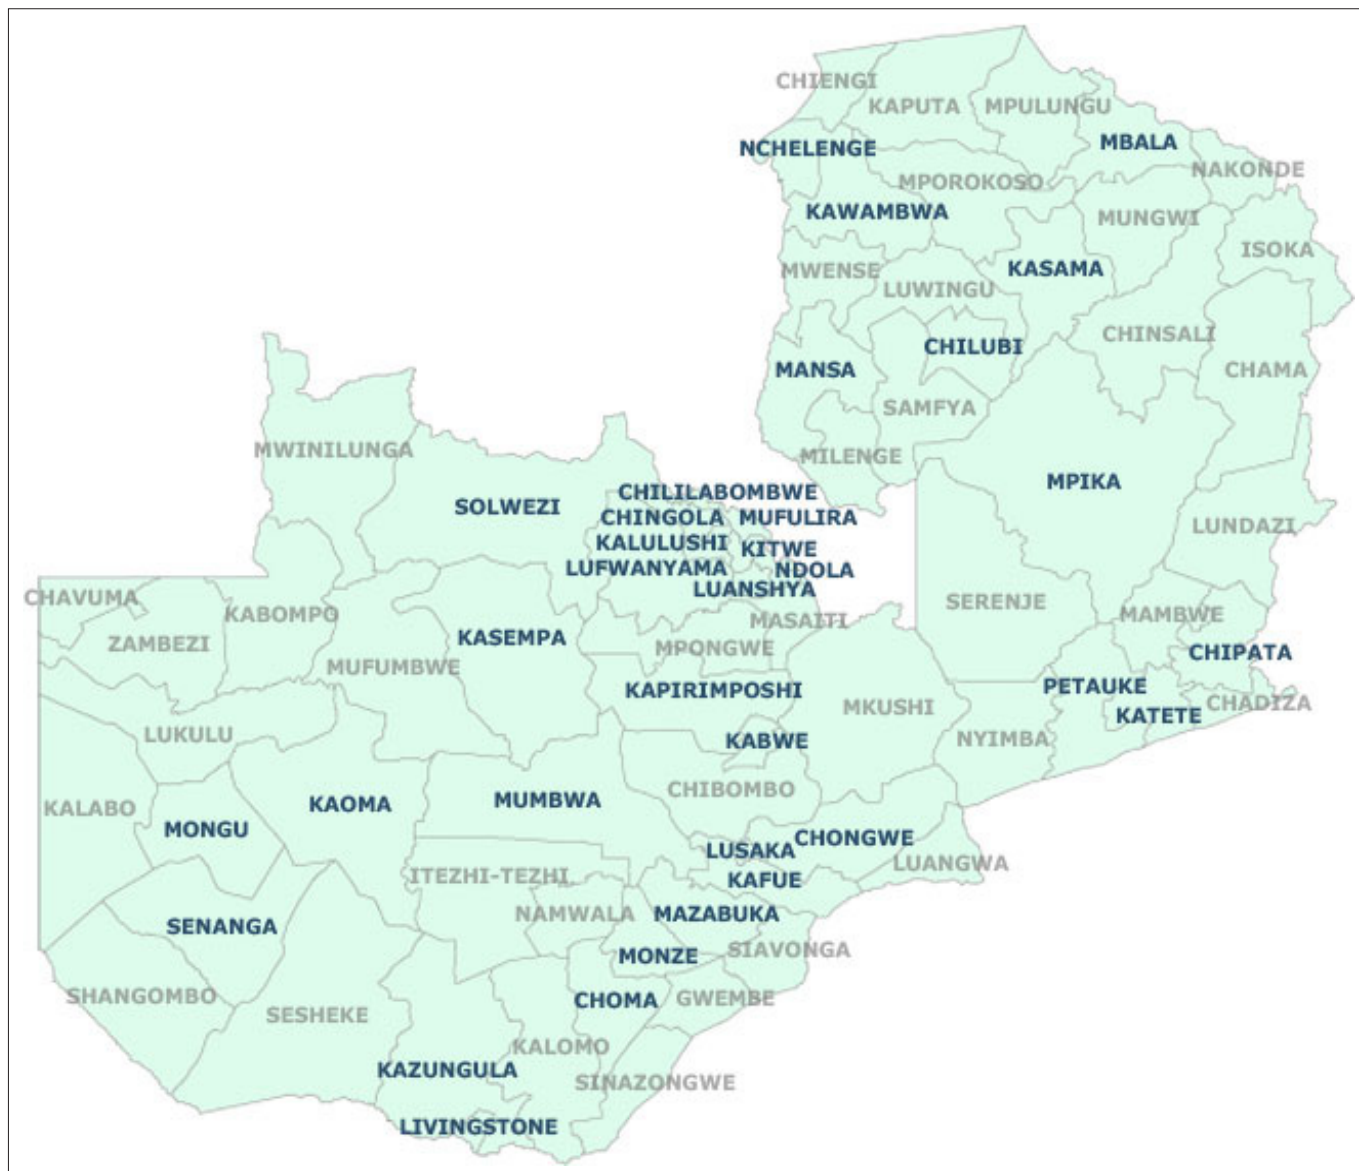 CHIENGI
KAPUTA
MPULUNGU
MBALA
NCHELENGE
NAKONDE
MPOROKOSO
KAWAMBWA
MUNGWI
ISOKA
MWENSE
KASAMA
LUWINGU
CHINSALI
CHILUBI
MANSA
CHAMA
SAMFYA
MWINILUNGA
MILENGE
MPIKA
SOLWEZI
CHILILABOMBWE
CHINGOLA
MUFULIRA
LUNDAZI
KALULUSHI
KITWE
LUFWANYAMA
NDOLA
LUANSHYA
CHAVUMA
KABOMPO
SERENJE
MAMBWE
MASAITI
ZAMBEZI
KASEMPA
MPONGWE
CHIPATA
MUFUMBWE
KAPIRIMPOSHI
PETAUKE
CHADIZA
MKUSHI
KATETE
LUKULU
KABWE
NYIMBA
CHIBOMBO
KALABO
KAOMA
MUMBWA
MONGU
CHONGWE
LUSAKA
LUANGWA
ITEZHI-TEZHI
KAFUE
NAMWALA
MAZABUKA
SENANGA
SIAVONGA
MONZE
SHANGOMBO
CHOMA
GWEMBE
SESHEKE
KALOMO
KAZUNGULA
SINAZONGWE
LIVINGSTONE